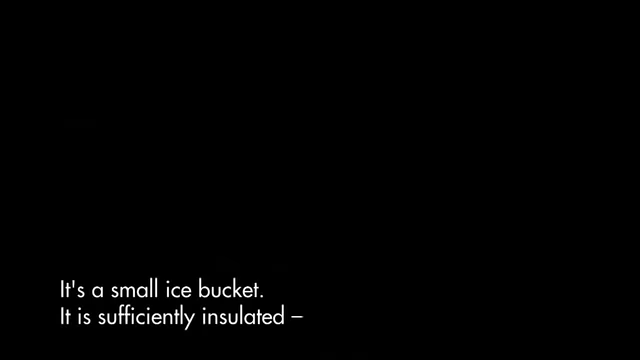 It's a small ice bucket.
It is sufficiently insulated –